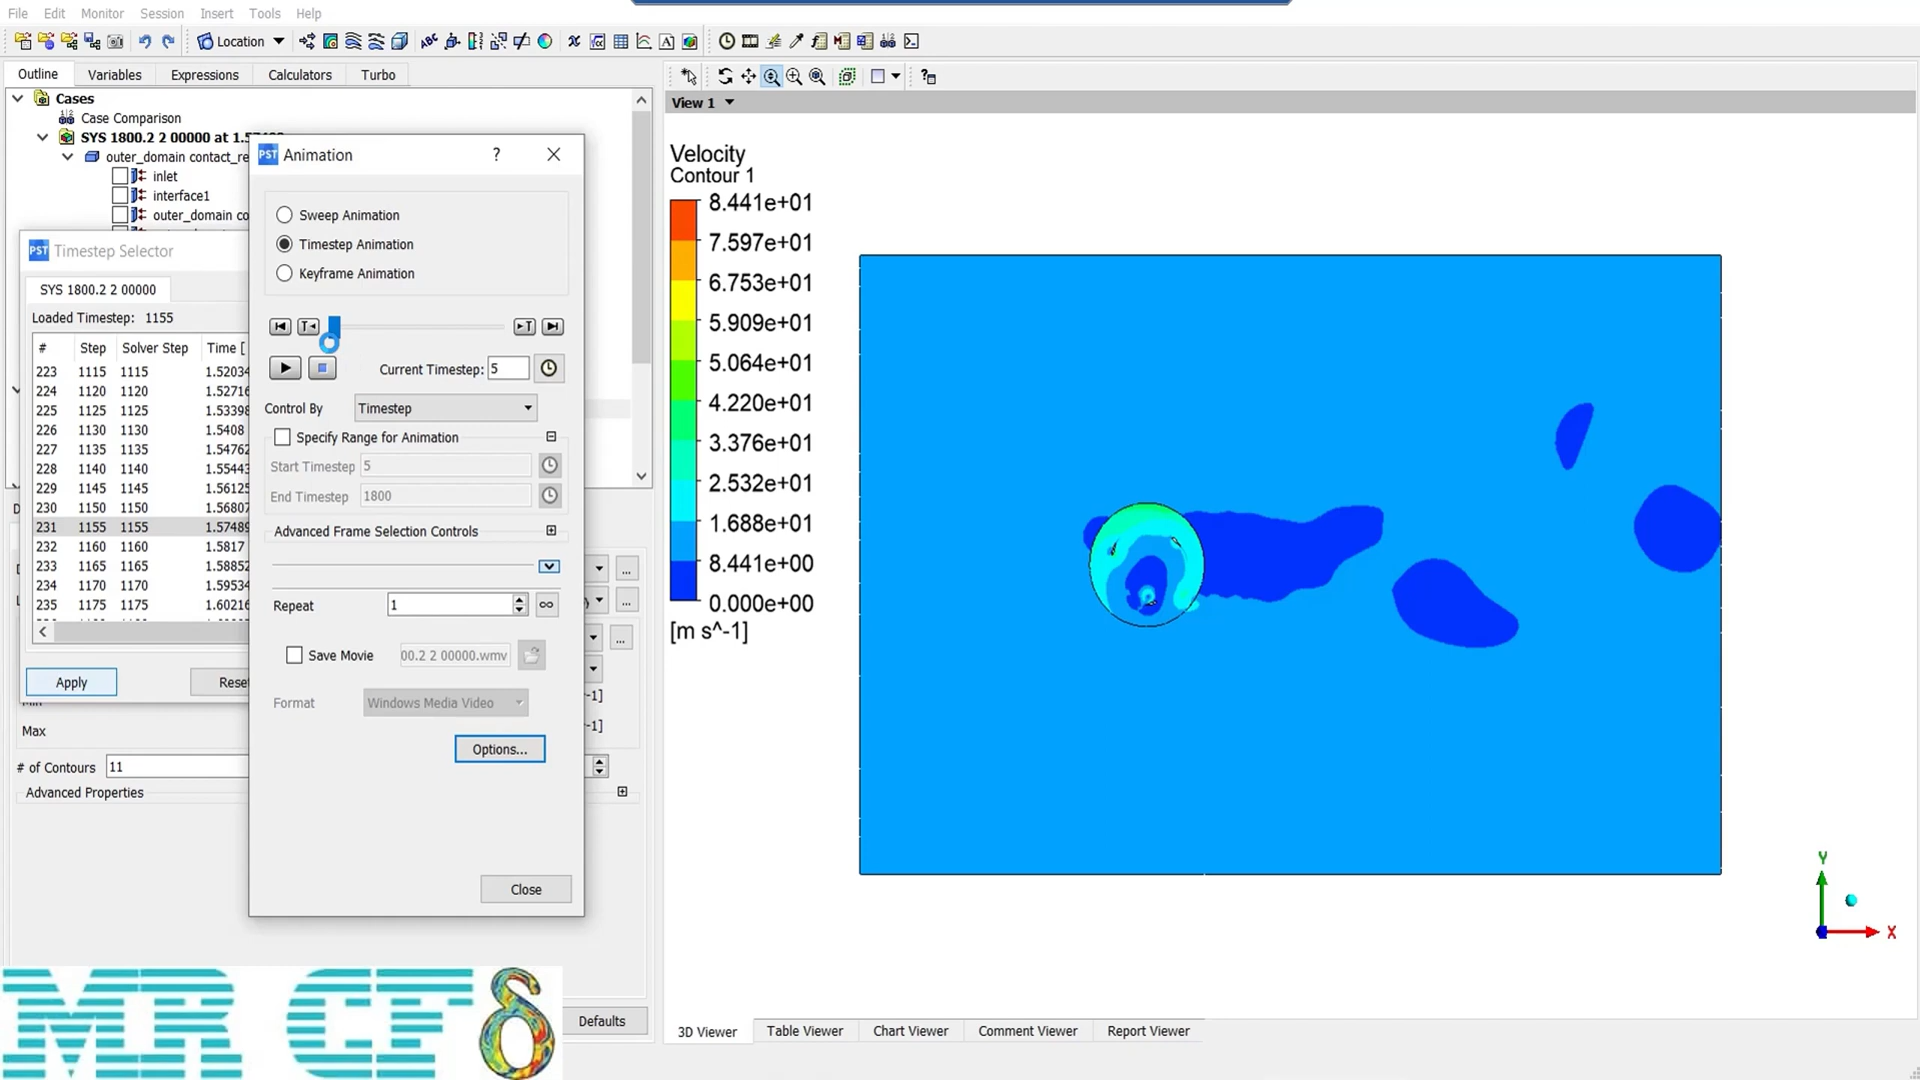 File Edit Monitor Session Insert Tools Help
Location
Outline Variables Expressions Calculators Turbo
Cases
Case Comparison
SYS 1800.2 2 00000 at 1.57489
outer_domain contact_re
inlet
interface1
outer_domain co
PST Timestep Selector
SYS 1800.2 2 00000
Loaded Timestep: 1155
# Step Solver Step Time [
223 1115 1115 1.52034
224 1120 1120 1.52716
225 1125 1125 1.53398
226 1130 1130 1.5408
227 1135 1135 1.54762
228 1140 1140 1.55443
229 1145 1145 1.56125
230 1150 1150 1.56807
231 1155 1155 1.57489
232 1160 1160 1.5817
233 1165 1165 1.58852
234 1170 1170 1.59534
235 1175 1175 1.60216
Apply Reset
Max
# of Contours 11
Advanced Properties
Defaults
PST Animation ?
Sweep Animation
Timestep Animation
Keyframe Animation
Current Timestep: 5
Control By Timestep
Specify Range for Animation
Start Timestep 5
End Timestep 1800
Advanced Frame Selection Controls
Repeat 1
Save Movie 00.2 2 00000.wmv
Format Windows Media Video
Options...
Close
View 1
Velocity
Contour 1
8.441e+01
7.597e+01
6.753e+01
5.909e+01
5.064e+01
4.220e+01
3.376e+01
2.532e+01
1.688e+01
8.441e+00
0.000e+00
[m s^-1]
Y
X
3D Viewer Table Viewer Chart Viewer Comment Viewer Report Viewer
MR CF